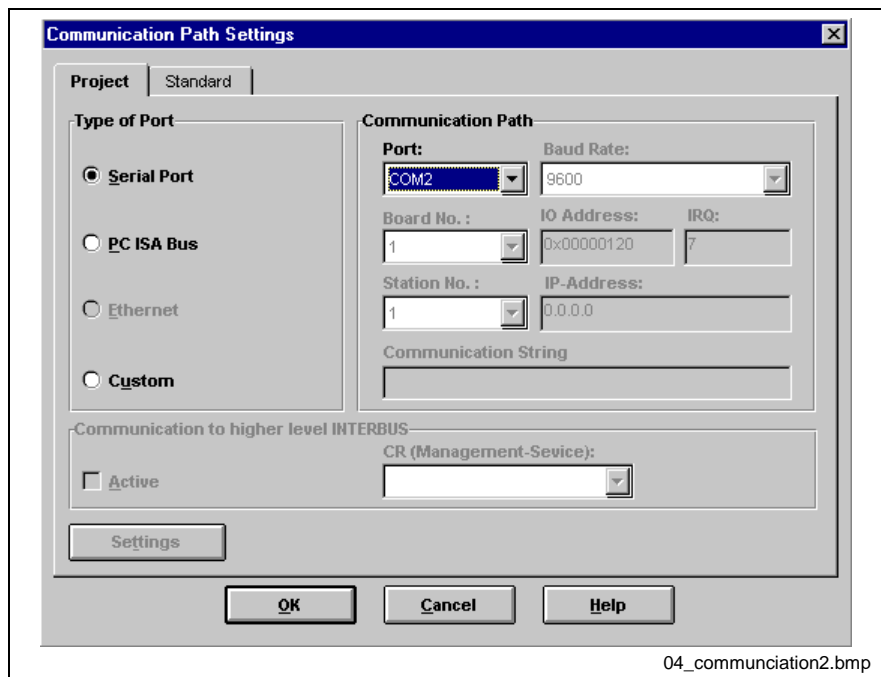 Communication Path Settings
Project Standard
Type of Port
Serial Port
PC ISA Bus
Ethernet
Custom
Communication Path
Port: Baud Rate:
COM2 9600
Board No. : IO Address: IRQ:
1 0x00000120 7
Station No. : IP-Address:
1 0.0.0.0
Communication String
Communication to higher level INTERBUS
CR (Management-Sevice):
Active
Settings
OK Cancel Help
04_communciation2.bmp